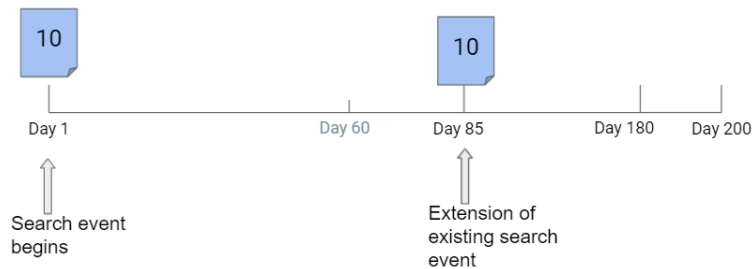 10
10
Day 1
Day 60
Day 85
Day 180
Day 200
Search event
begins
Extension of
existing search
event